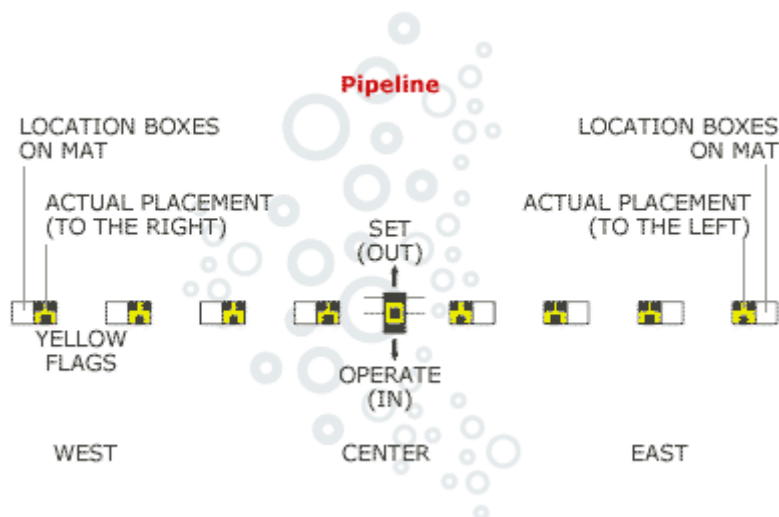 Pipeline
LOCATION BOXES
ON MAT
LOCATION BOXES
ON MAT
ACTUAL PLACEMENT
(TO THE RIGHT)
ACTUAL PLACEMENT
(TO THE LEFT)
SET
(OUT)
YELLOW
FLAGS
OPERATE
(IN)
WEST
CENTER
EAST